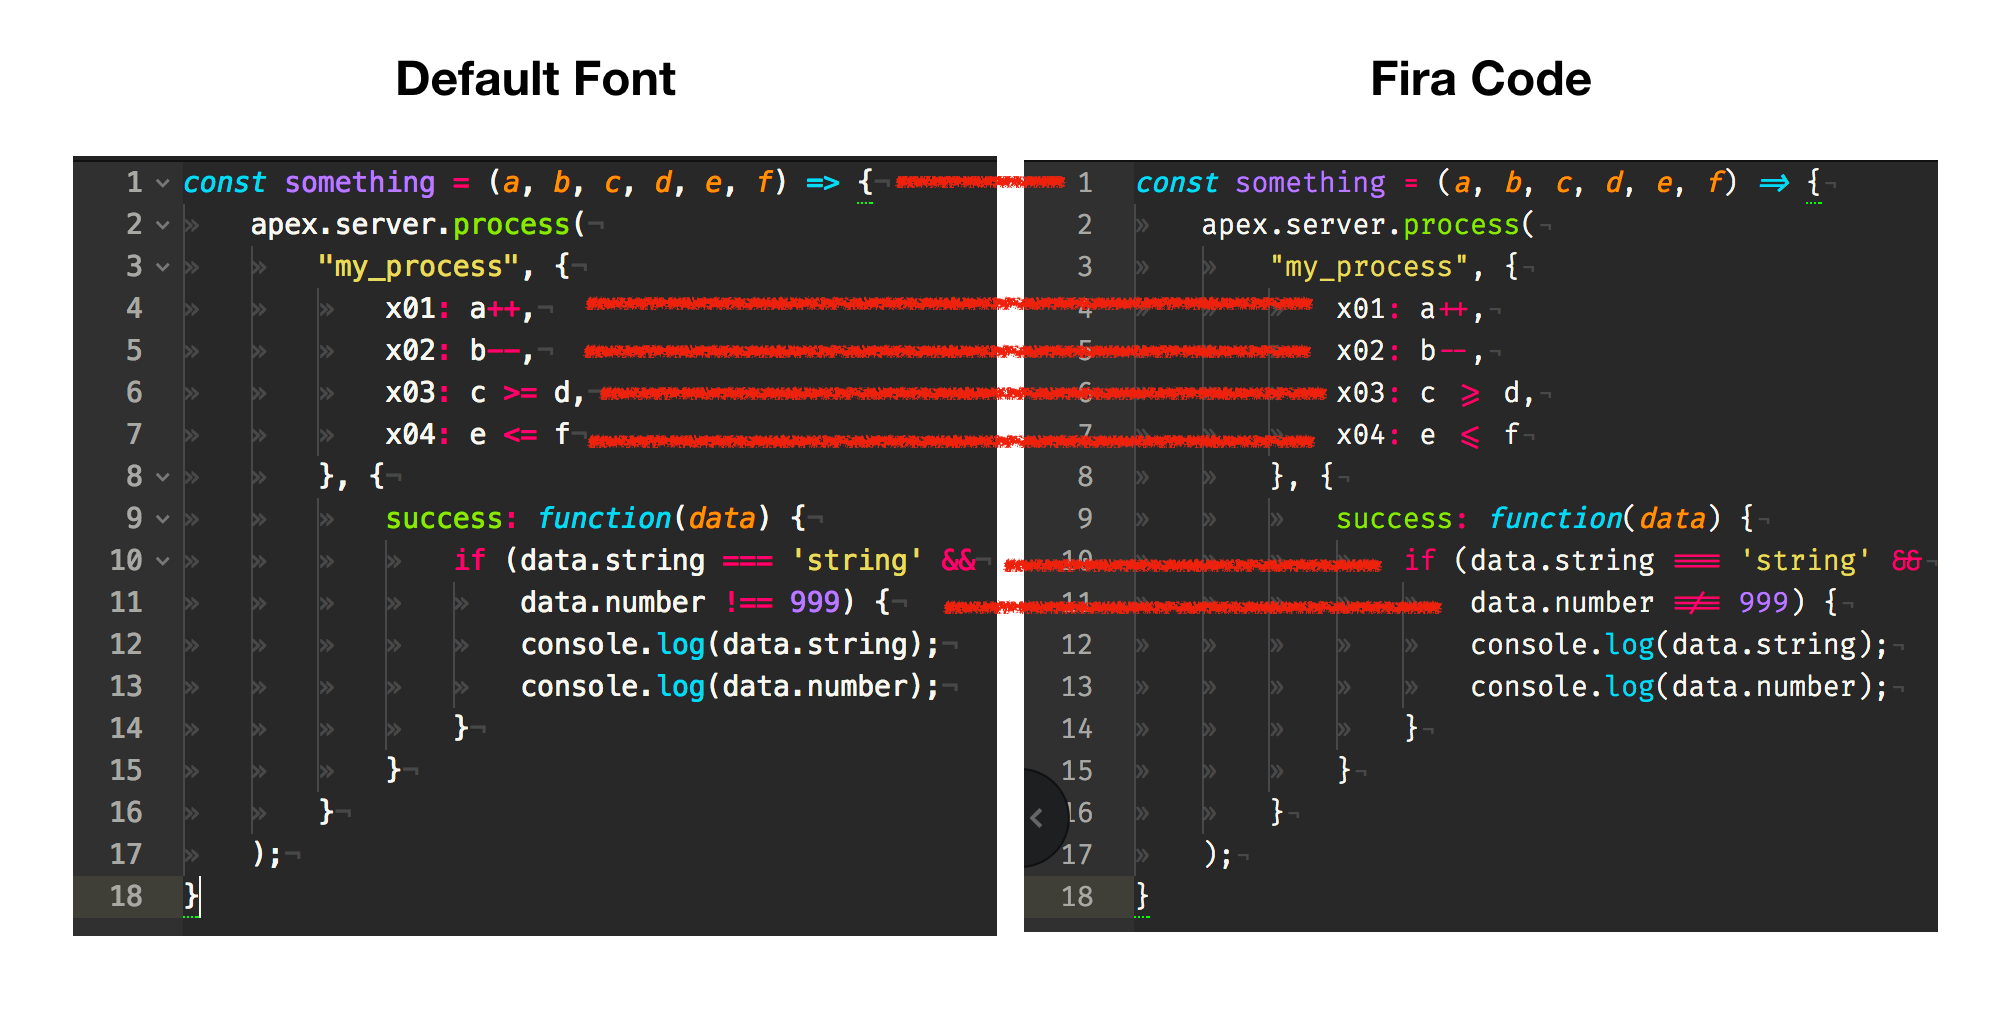 Default Font
1 const something = (a, b, c, d, e, f) => {
2 apex.server.process(
3 "my_process", {
4 x01: a++,
5 x02: b--,
6 x03: c >= d,
7 x04: e <= f
8 }, {
9 success: function(data) {
10 if (data.string === 'string' &&
11 data.number !== 999) {
12 console.log(data.string);
13 console.log(data.number);
14 }
15 }
16 }
17 );
18 }
Fira Code
1 const something = (a, b, c, d, e, f) => {
2 apex.server.process(
3 "my_process", {
4 x01: a++,
5 x02: b--,
6 x03: c >= d,
7 x04: e <= f
8 }, {
9 success: function(data) {
10 if (data.string === 'string' &&
11 data.number !== 999) {
12 console.log(data.string);
13 console.log(data.number);
14 }
15 }
16 }
17 );
18 }